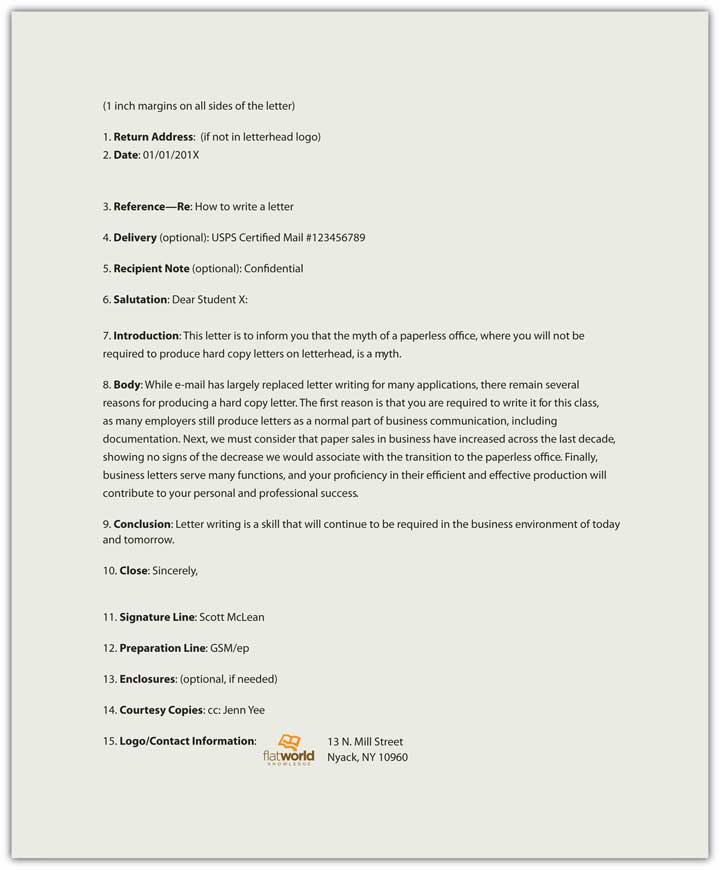 (1 inch margins on all sides of the letter)
1. Return Address:  (if not in letterhead logo)
2. Date: 01/01/201X
3. Reference—Re: How to write a letter
4. Delivery (optional): USPS Certified Mail #123456789
5. Recipient Note (optional): Confidential
6. Salutation: Dear Student X:
7. Introduction: This letter is to inform you that the myth of a paperless office, where you will not be
required to produce hard copy letters on letterhead, is a myth.
8. Body: While e-mail has largely replaced letter writing for many applications, there remain several
reasons for producing a hard copy letter. The first reason is that you are required to write it for this class,
as many employers still produce letters as a normal part of business communication, including
documentation. Next, we must consider that paper sales in business have increased across the last decade,
showing no signs of the decrease we would associate with the transition to the paperless office. Finally,
business letters serve many functions, and your proficiency in their efficient and effective production will
contribute to your personal and professional success.
9. Conclusion: Letter writing is a skill that will continue to be required in the business environment of today
and tomorrow.
10. Close: Sincerely,
11. Signature Line: Scott McLean
12. Preparation Line: GSM/ep
13. Enclosures: (optional, if needed)
14. Courtesy Copies: cc: Jenn Yee
15. Logo/Contact Information:
flatworld
KNOWLEDGE
13 N. Mill Street
Nyack, NY 10960